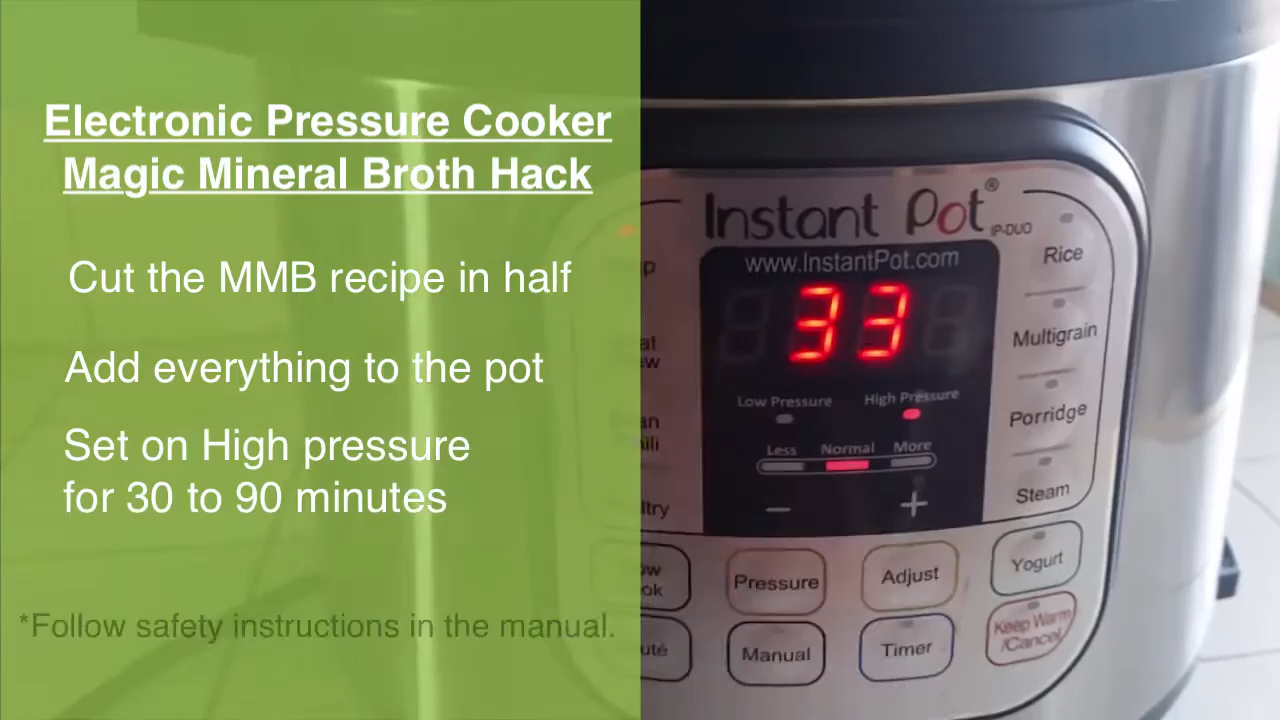 Electronic Pressure Cooker
Magic Mineral Broth Hack
Cut the MMB recipe in half
Add everything to the pot
Set on High pressure
for 30 to 90 minutes
*Follow safety instructions in the manual.
Instant Pot®
IP-DUO
www.InstantPot.com
33
Low Pressure High Pressure
Less Normal More
− +
Rice
Multigrain
Porridge
Steam
Yogurt
Pressure Adjust
Keep Warm
/Cancel
Manual Timer